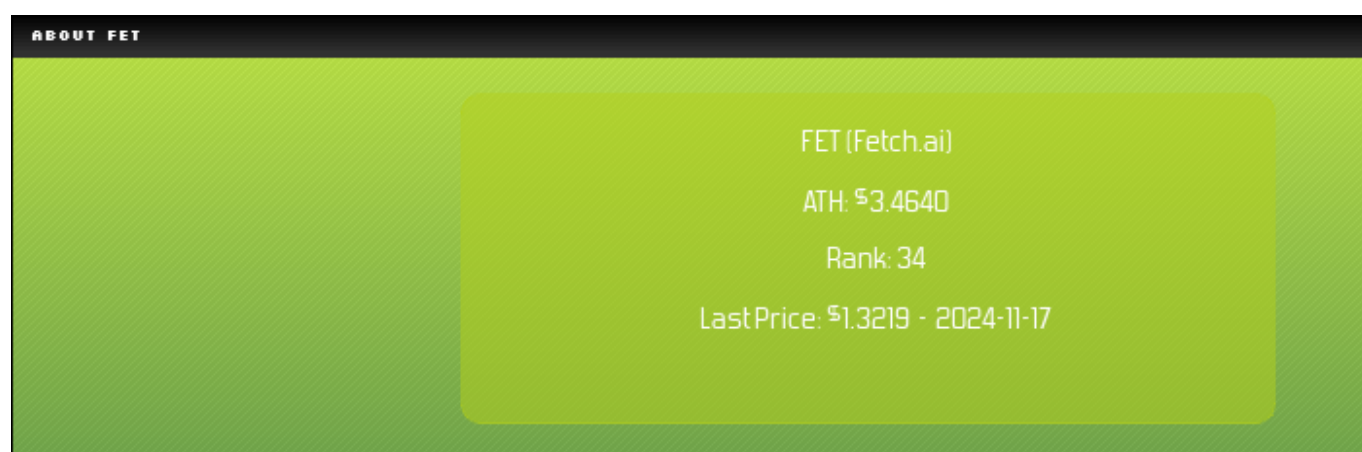 ABOUT FET
FET (Fetch.ai)
ATH: $3.4640
Rank: 34
Last Price: $1.3219 - 2024-11-17